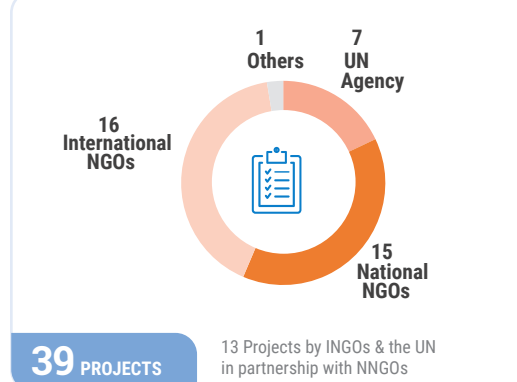 1
Others
7
UN
Agency
16
International
NGOs
15
National
NGOs
39 PROJECTS
13 Projects by INGOs & the UN
in partnership with NNGOs